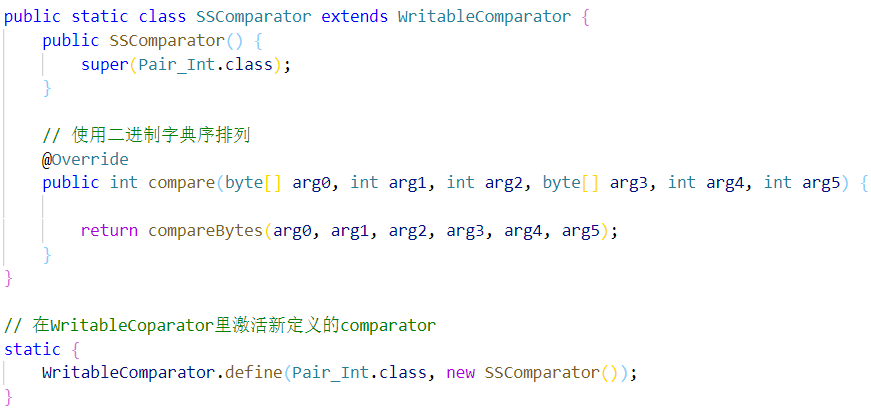 public static class SSComparator extends WritableComparator {
    public SSComparator() {
        super(Pair_Int.class);
    }

    // 使用二进制字典序排列
    @Override
    public int compare(byte[] arg0, int arg1, int arg2, byte[] arg3, int arg4, int arg5) {

        return compareBytes(arg0, arg1, arg2, arg3, arg4, arg5);
    }
}

// 在WritableCoparator里激活新定义的comparator
static {
    WritableComparator.define(Pair_Int.class, new SSComparator());
}